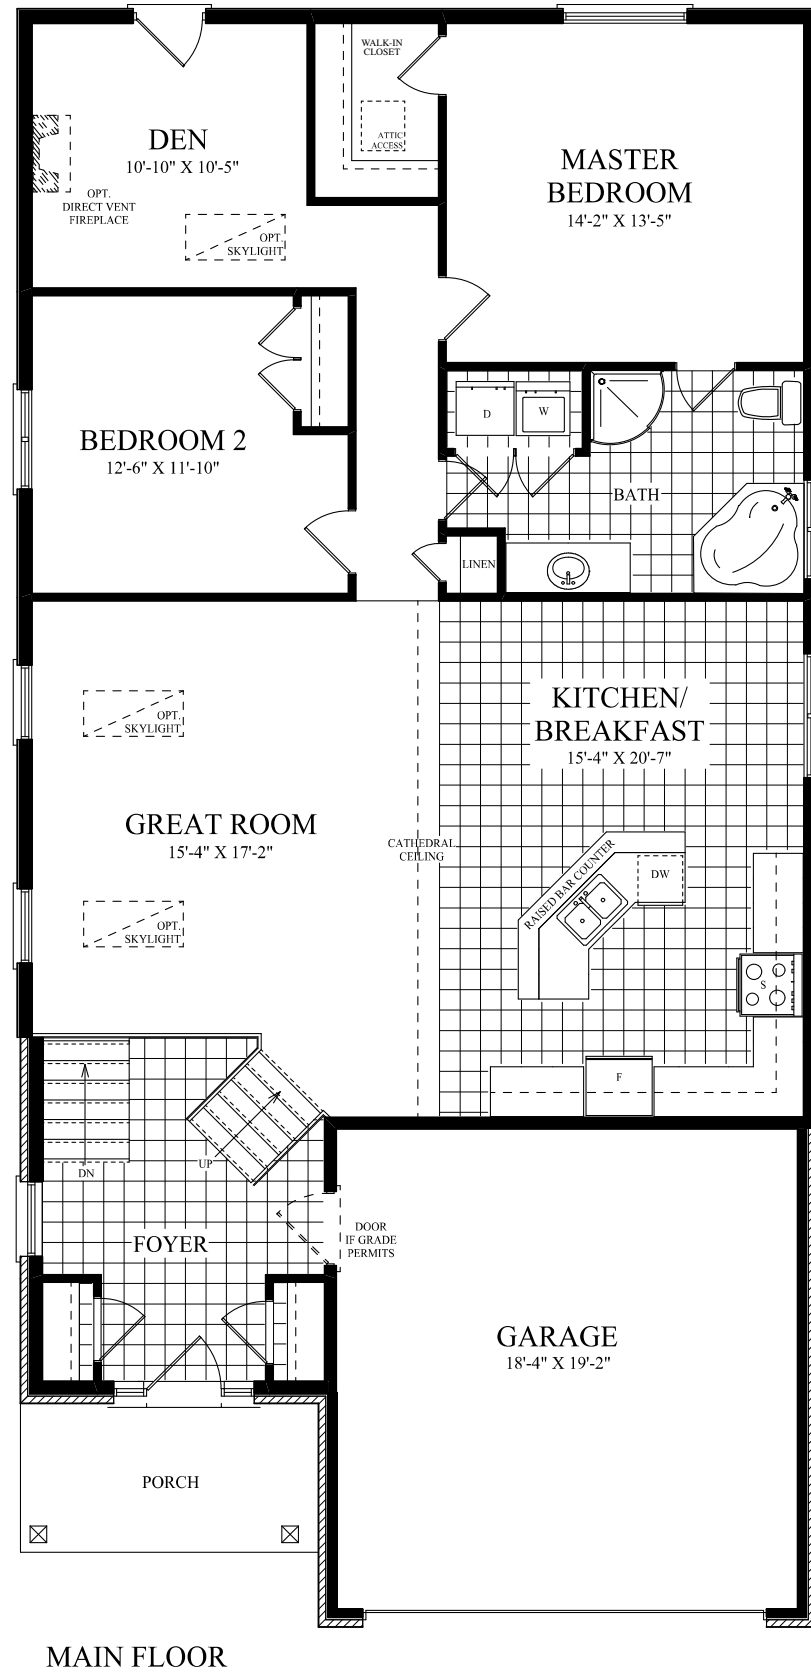 WALK-IN
CLOSET
ATTIC
ACCESS
DEN
10'-10" X 10'-5"
OPT.
DIRECT VENT
FIREPLACE
OPT.
SKYLIGHT
MASTER
BEDROOM
14'-2" X 13'-5"
BEDROOM 2
12'-6" X 11'-10"
D
W
BATH
LINEN
KITCHEN/
BREAKFAST
15'-4" X 20'-7"
OPT.
SKYLIGHT
GREAT ROOM
15'-4" X 17'-2"
CATHEDRAL
CEILING
RAISED BAR COUNTER
DW
OPT.
SKYLIGHT
S
F
DN
UP
FOYER
DOOR
IF GRADE
PERMITS
GARAGE
18'-4" X 19'-2"
PORCH
MAIN FLOOR